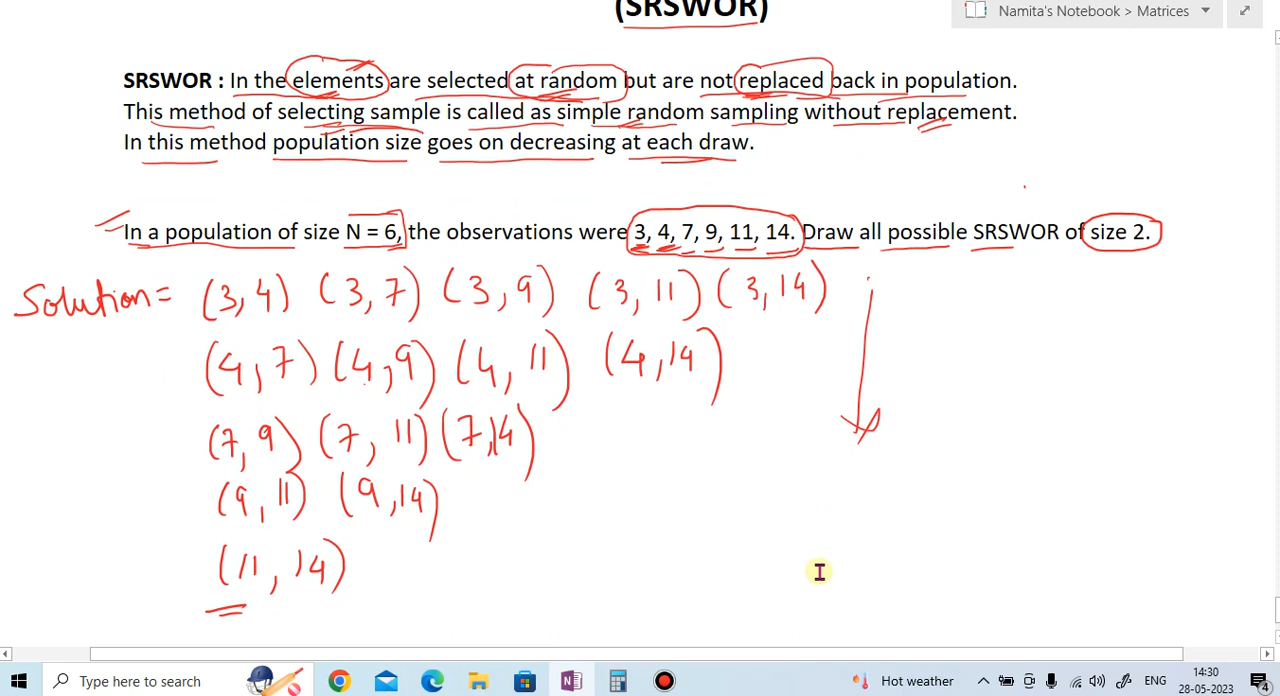 (SRSWOR)
Namita's Notebook > Matrices
SRSWOR : In the elements are selected at random but are not replaced back in population.
This method of selecting sample is called as simple random sampling without replacement.
In this method population size goes on decreasing at each draw.
In a population of size N = 6, the observations were 3, 4, 7, 9, 11, 14. Draw all possible SRSWOR of size 2.
Solution= (3,4) (3,7) (3,9) (3,11) (3,14)
(4,7) (4,9) (4,11) (4,14)
(7,9) (7,11) (7,14)
(9,11) (9,14)
(11,14)
Type here to search
Hot weather
ENG
14:30
28-05-2023
4